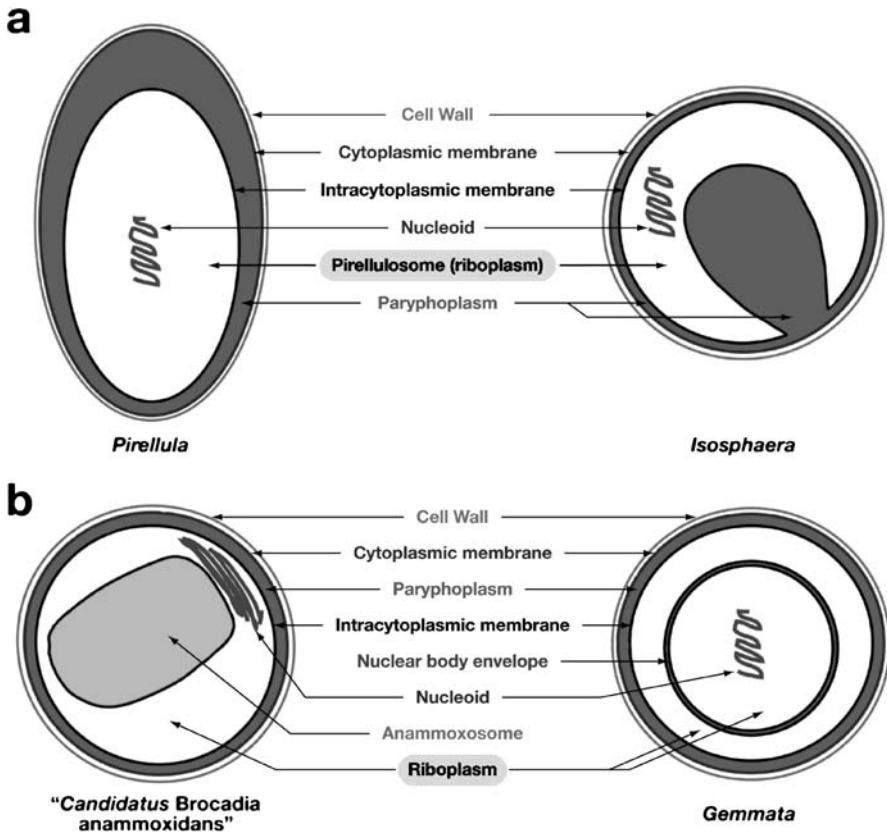 a
Cell Wall
Cytoplasmic membrane
Intracytoplasmic membrane
Nucleoid
Pirellulosome (riboplasm)
Paryphoplasm
Pirellula
Isosphaera
b
Cell Wall
Cytoplasmic membrane
Paryphoplasm
Intracytoplasmic membrane
Nuclear body envelope
Nucleoid
Anammoxosome
Riboplasm
“Candidatus Brocadia
anammoxidans”
Gemmata